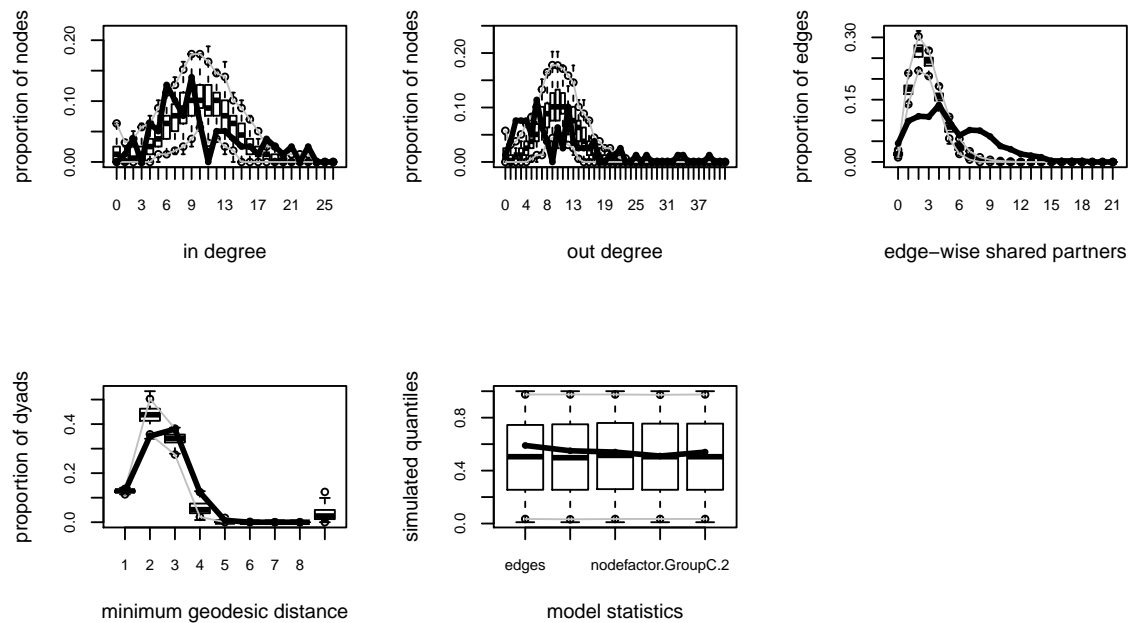 proportion of nodes
0.00 0.10 0.20
0 3 6 9 13 17 21 25
in degree
proportion of nodes
0.00 0.10 0.20
0 4 8 13 19 25 31 37
out degree
proportion of edges
0.00 0.15 0.30
0 3 6 9 12 15 18 21
edge−wise shared partners
proportion of dyads
0.0 0.2 0.4
1 2 3 4 5 6 7 8
minimum geodesic distance
simulated quantiles
0.0 0.4 0.8
edges nodefactor.GroupC.2
model statistics